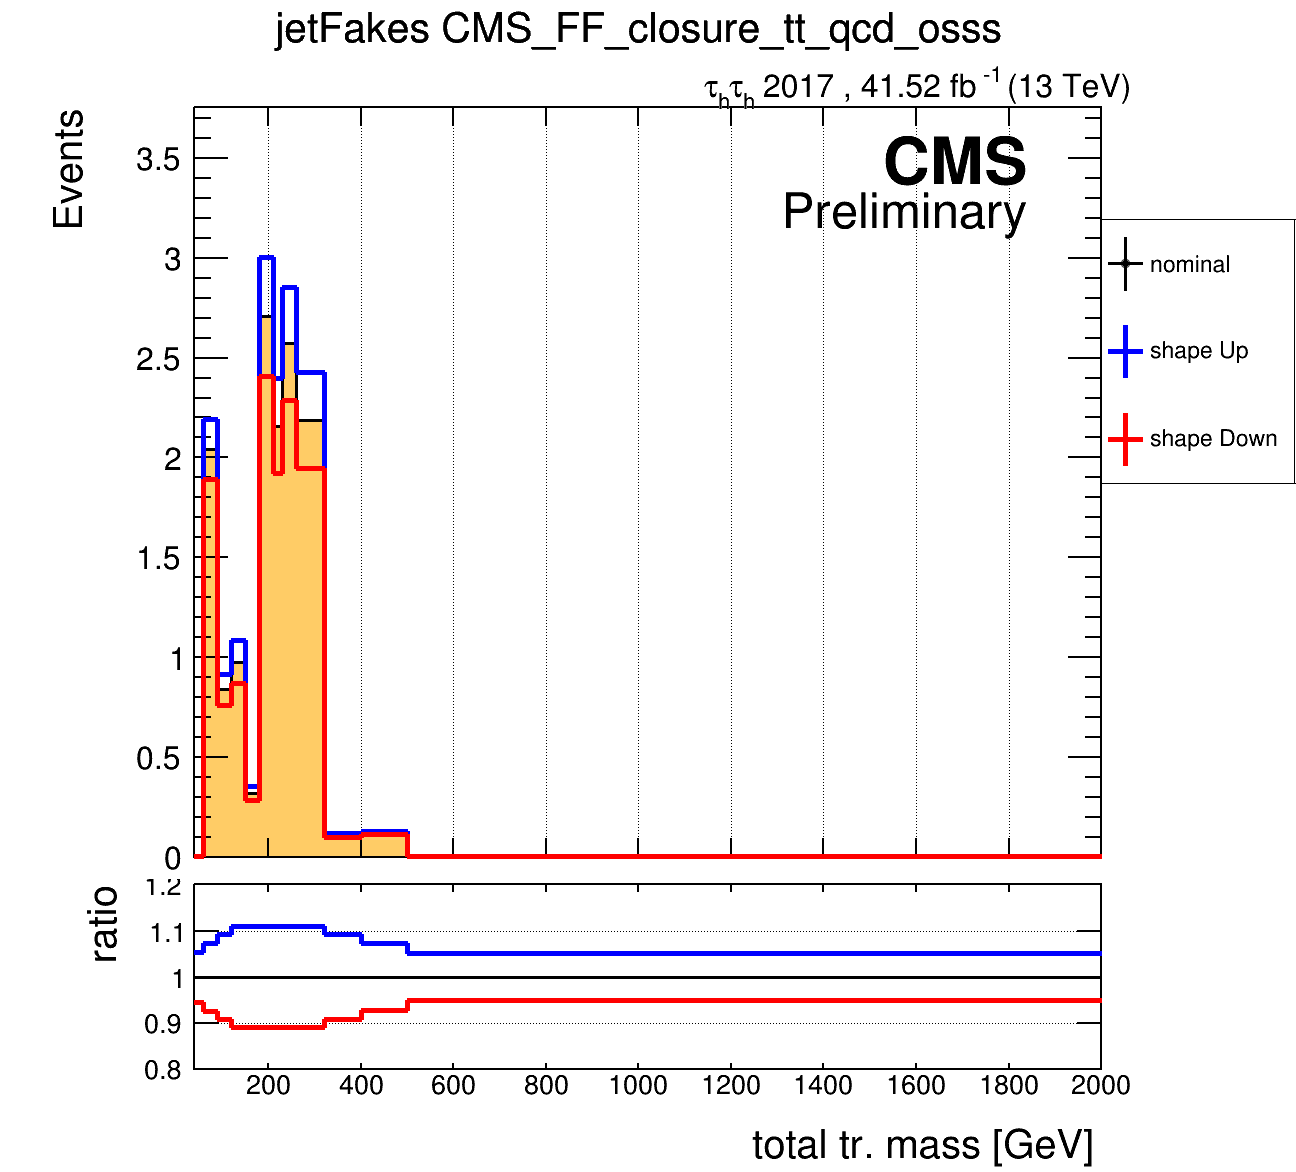 jetFakes CMS_FF_closure_tt_qcd_osss
τhτh 2017 , 41.52 fb-1 (13 TeV)
Events
CMS
Preliminary
3.5
3
2.5
2
1.5
1
0.5
0
nominal
shape Up
shape Down
ratio
1.2
1.1
1
0.9
0.8
200 400 600 800 1000 1200 1400 1600 1800 2000
total tr. mass [GeV]